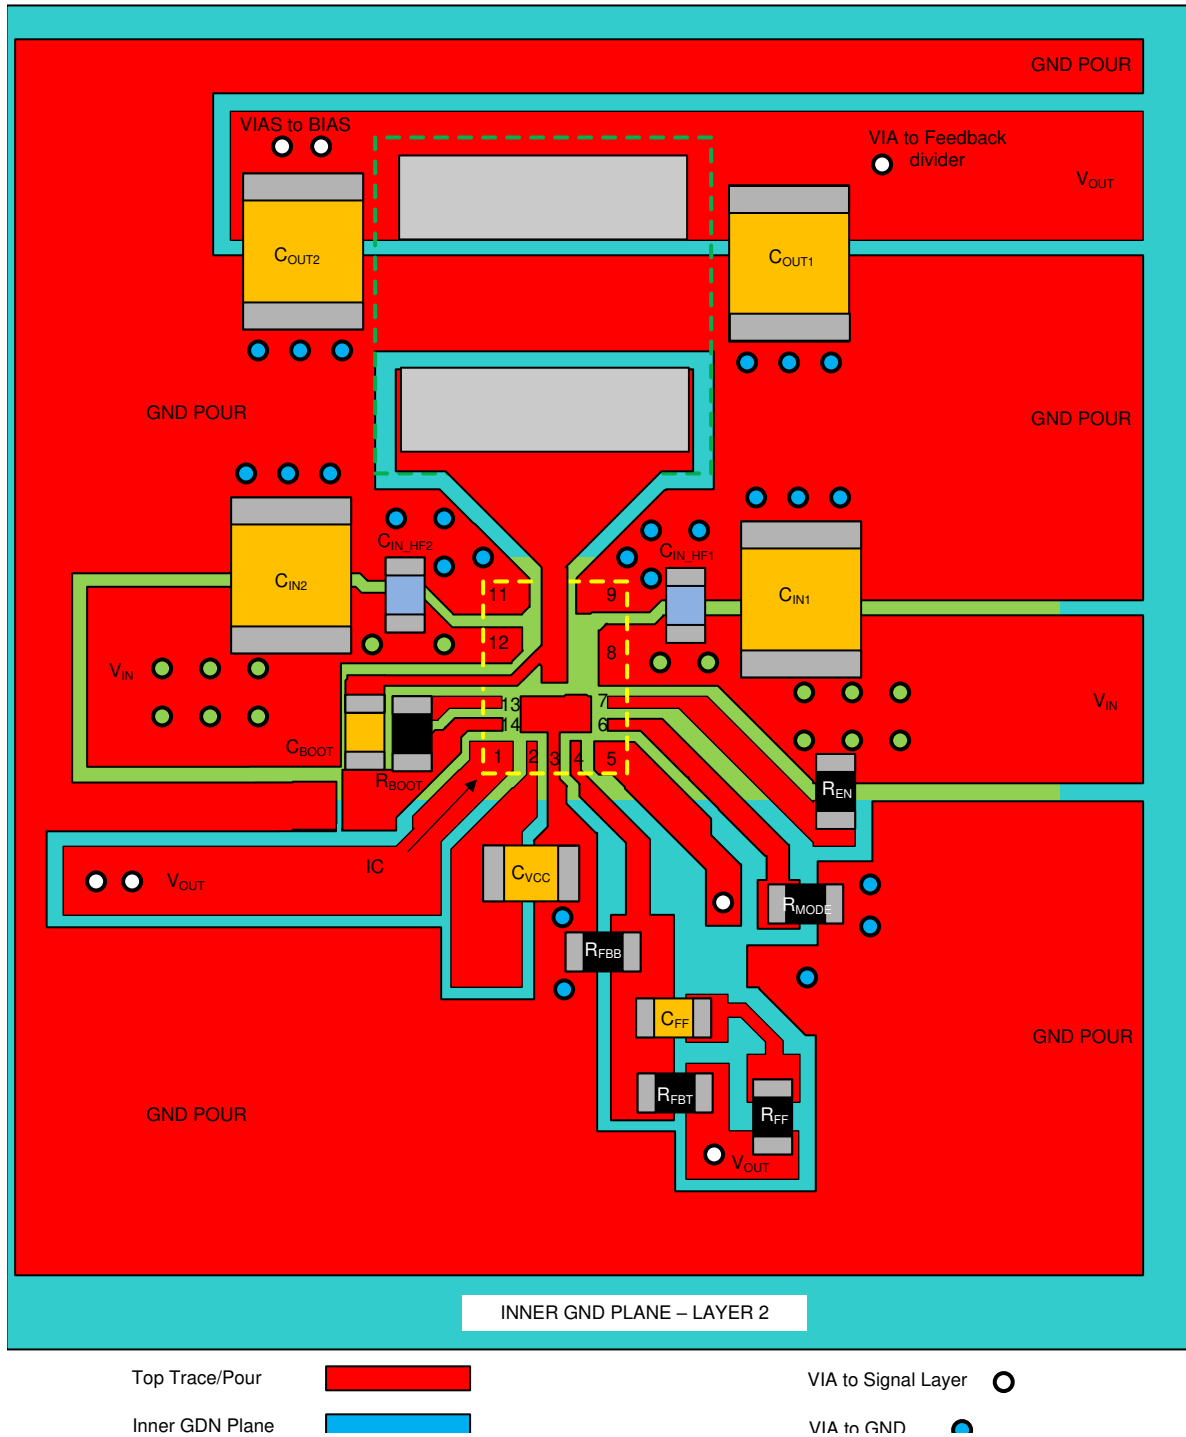 GND POUR
VIAS to BIAS
VIA to Feedback
divider
VOUT
COUT2
COUT1
GND POUR
GND POUR
CIN_HF2
CIN_HF1
CIN2
CIN1
11
9
12
8
VIN
VIN
13
7
14
6
CBOOT
RBOOT
1
2
3
4
5
REN
IC
VOUT
CVCC
RMODE
RFBB
CFF
GND POUR
RFBT
RFF
GND POUR
VOUT
INNER GND PLANE – LAYER 2
Top Trace/Pour
VIA to Signal Layer
Inner GDN Plane
VIA to GND